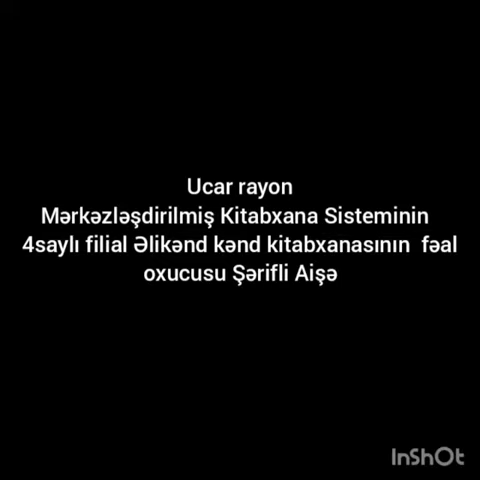 Ucar rayon
Mərkəzləşdirilmiş Kitabxana Sisteminin
4saylı filial Əlikənd kənd kitabxanasının fəal
oxucusu Şərifli Aişə
InShOt